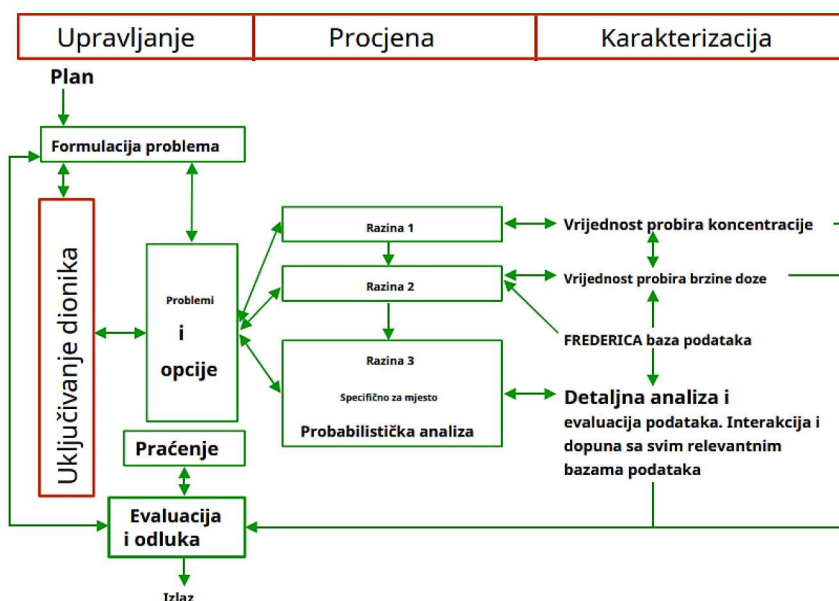 Upravljanje
Procjena
Karakterizacija
Plan
Formulacija problema
Uključivanje dionika
Problemi
i
opcije
Praćenje
Evaluacija
i odluka
Izlaz
Razina 1
Razina 2
Razina 3
Specifično za mjesto
Probabilistička analiza
Vrijednost probira koncentracije
Vrijednost probira brzine doze
FREDERICA baza podataka
Detaljna analiza i
evaluacija podataka. Interakcija i
dopuna sa svim relevantnim
bazama podataka